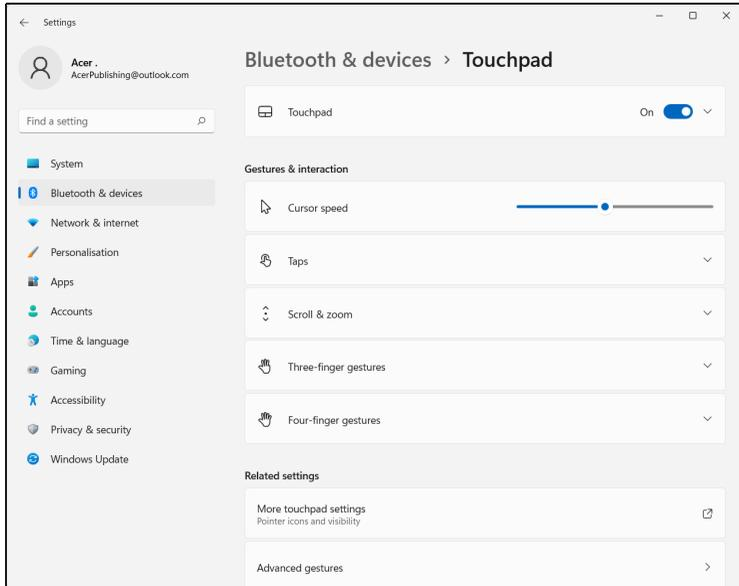 Settings
Acer .
AcerPublishing@outlook.com
Find a setting
System
Bluetooth & devices
Network & internet
Personalisation
Apps
Accounts
Time & language
Gaming
Accessibility
Privacy & security
Windows Update
Bluetooth & devices > Touchpad
Touchpad On
Gestures & interaction
Cursor speed
Taps
Scroll & zoom
Three-finger gestures
Four-finger gestures
Related settings
More touchpad settings
Pointer icons and visibility
Advanced gestures